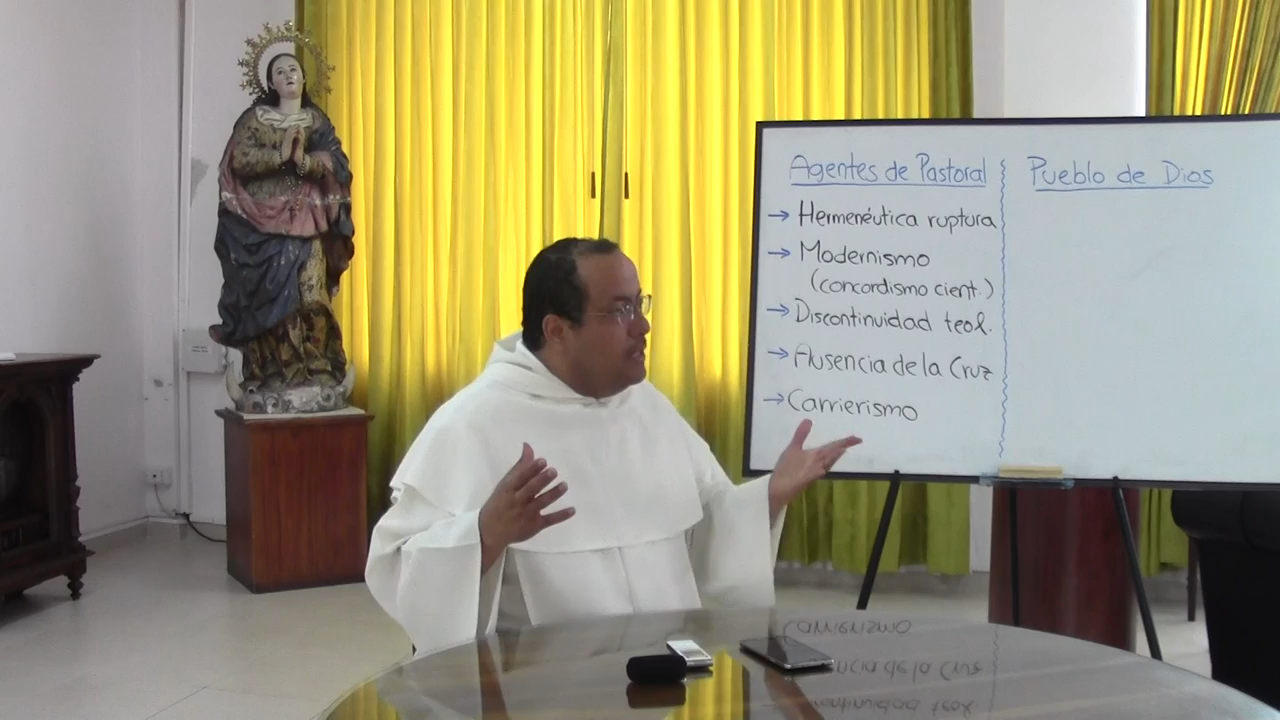 Agentes de Pastoral
Pueblo de Dios
→ Hermenéutica ruptura
→ Modernismo
(concordismo cient.)
→ Discontinuidad teol.
→ Ausencia de la Cruz
→ Carrierismo